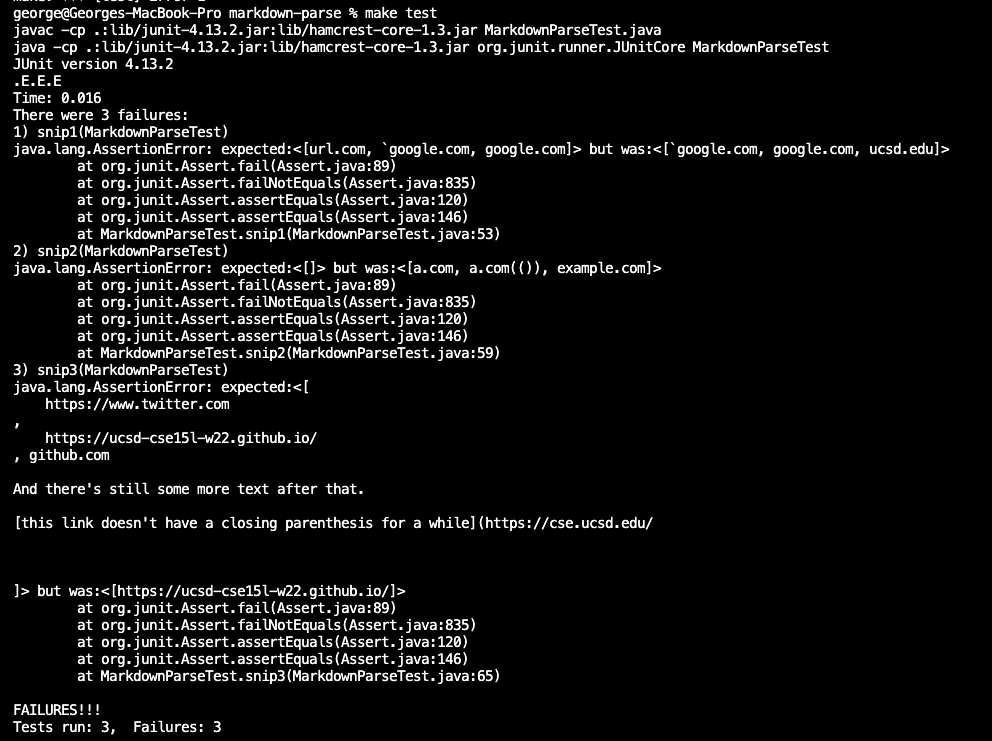 george@Georges-MacBook-Pro markdown-parse % make test
javac -cp .:lib/junit-4.13.2.jar:lib/hamcrest-core-1.3.jar MarkdownParseTest.java
java -cp .:lib/junit-4.13.2.jar:lib/hamcrest-core-1.3.jar org.junit.runner.JUnitCore MarkdownParseTest
JUnit version 4.13.2
.E.E.E
Time: 0.016
There were 3 failures:
1) snip1(MarkdownParseTest)
java.lang.AssertionError: expected:<[url.com, `google.com, google.com]> but was:<[`google.com, google.com, ucsd.edu]>
        at org.junit.Assert.fail(Assert.java:89)
        at org.junit.Assert.failNotEquals(Assert.java:835)
        at org.junit.Assert.assertEquals(Assert.java:120)
        at org.junit.Assert.assertEquals(Assert.java:146)
        at MarkdownParseTest.snip1(MarkdownParseTest.java:53)
2) snip2(MarkdownParseTest)
java.lang.AssertionError: expected:<[]> but was:<[a.com, a.com(()), example.com]>
        at org.junit.Assert.fail(Assert.java:89)
        at org.junit.Assert.failNotEquals(Assert.java:835)
        at org.junit.Assert.assertEquals(Assert.java:120)
        at org.junit.Assert.assertEquals(Assert.java:146)
        at MarkdownParseTest.snip2(MarkdownParseTest.java:59)
3) snip3(MarkdownParseTest)
java.lang.AssertionError: expected:<[
    https://www.twitter.com
,
    https://ucsd-cse15l-w22.github.io/
, github.com

And there's still some more text after that.

[this link doesn't have a closing parenthesis for a while](https://cse.ucsd.edu/

]> but was:<[https://ucsd-cse15l-w22.github.io/]>
        at org.junit.Assert.fail(Assert.java:89)
        at org.junit.Assert.failNotEquals(Assert.java:835)
        at org.junit.Assert.assertEquals(Assert.java:120)
        at org.junit.Assert.assertEquals(Assert.java:146)
        at MarkdownParseTest.snip3(MarkdownParseTest.java:65)

FAILURES!!!
Tests run: 3,  Failures: 3